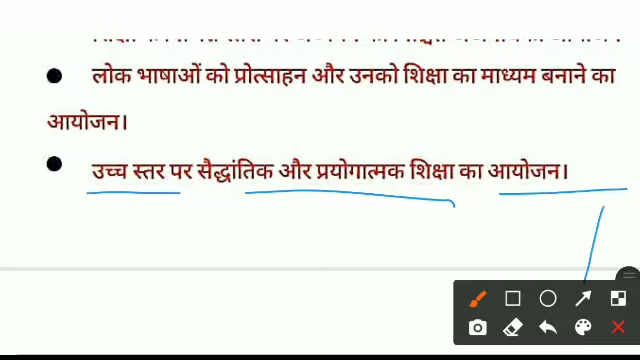 लोक भाषाओं को प्रोत्साहन और उनको शिक्षा का माध्यम बनाने का
आयोजन।
उच्च स्तर पर सैद्धांतिक और प्रयोगात्मक शिक्षा का आयोजन।